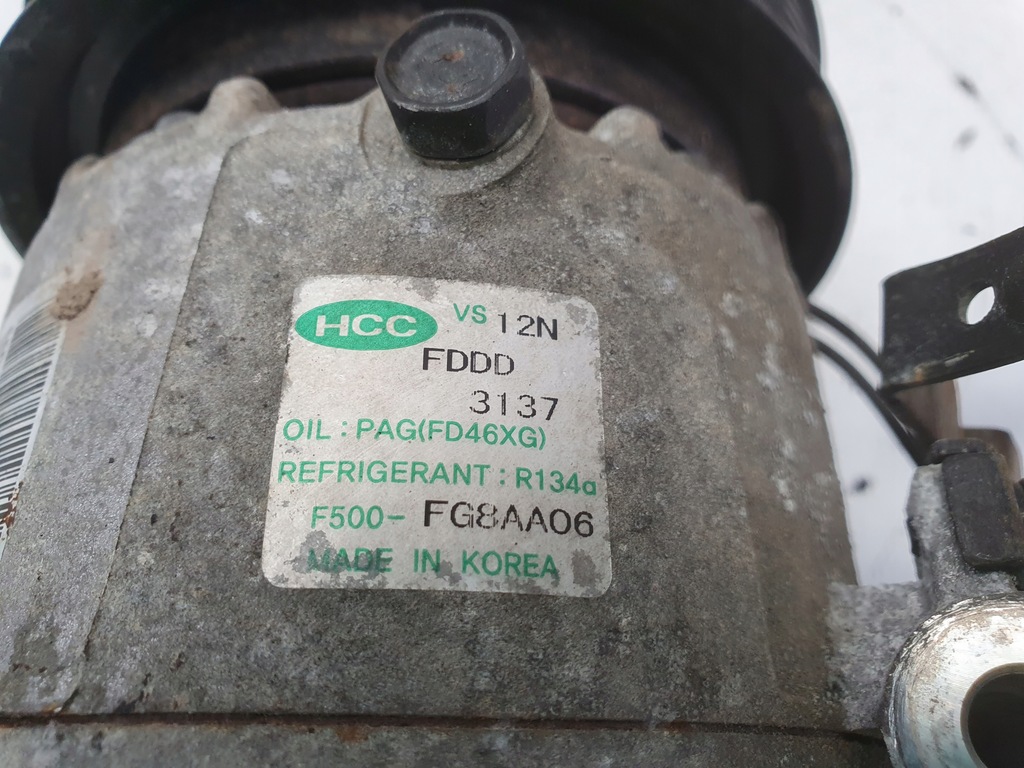 HCC VS 12N
FDDD
3137
OIL : PAG(FD46XG)
REFRIGERANT : R134a
F500- FG8AA06
MADE IN KOREA